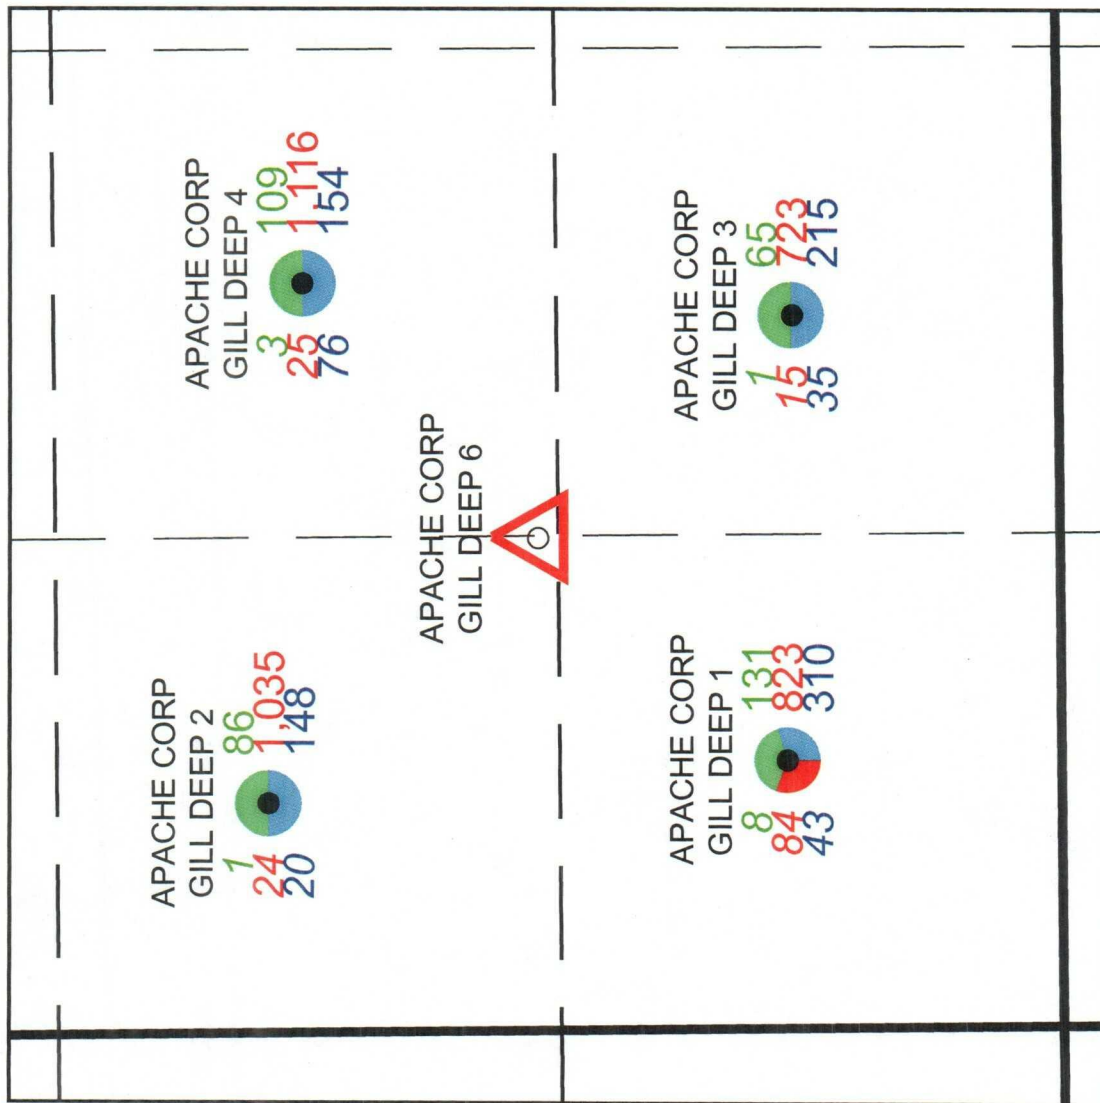 APACHE CORP
GILL DEEP 2
1 86
24 1,035
20 148
APACHE CORP
GILL DEEP 4
3 109
25 1,116
76 154
APACHE CORP
GILL DEEP 6
APACHE CORP
GILL DEEP 1
8 131
84 823
43 310
APACHE CORP
GILL DEEP 3
1 65
15 723
35 215